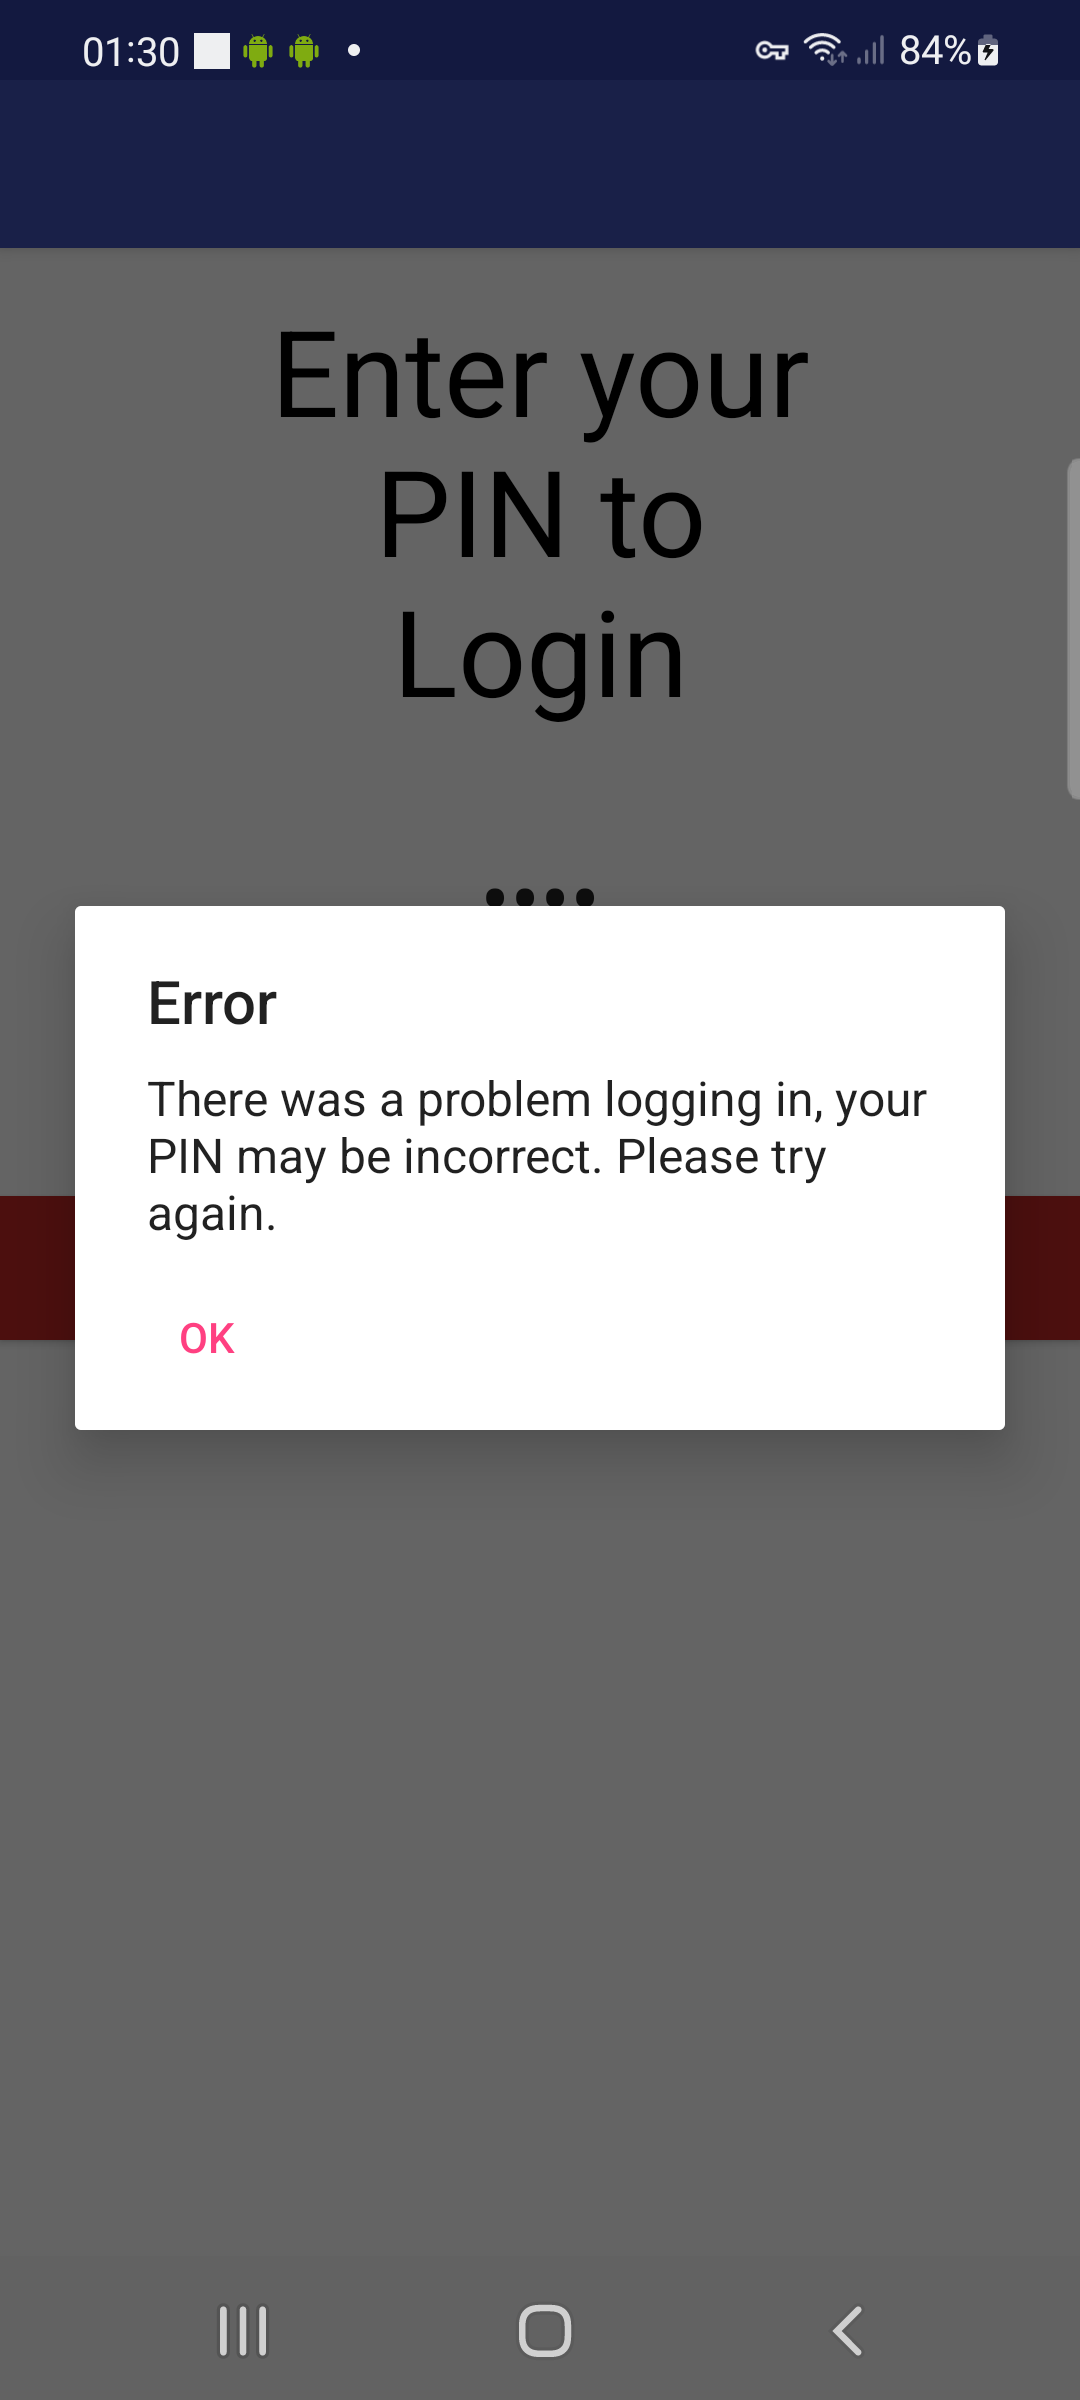 01:30 84%
Enter your
PIN to
Login
Error
There was a problem logging in, your
PIN may be incorrect. Please try
again.
OK